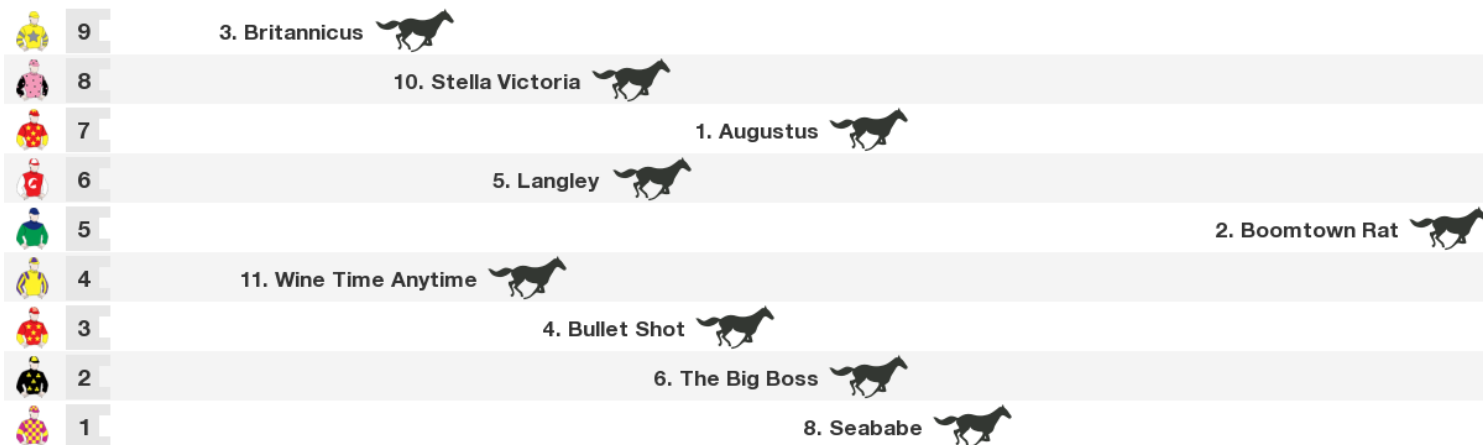 9 3. Britannicus
8 10. Stella Victoria
7 1. Augustus
6 5. Langley
5 2. Boomtown Rat
4 11. Wine Time Anytime
3 4. Bullet Shot
2 6. The Big Boss
1 8. Seababe